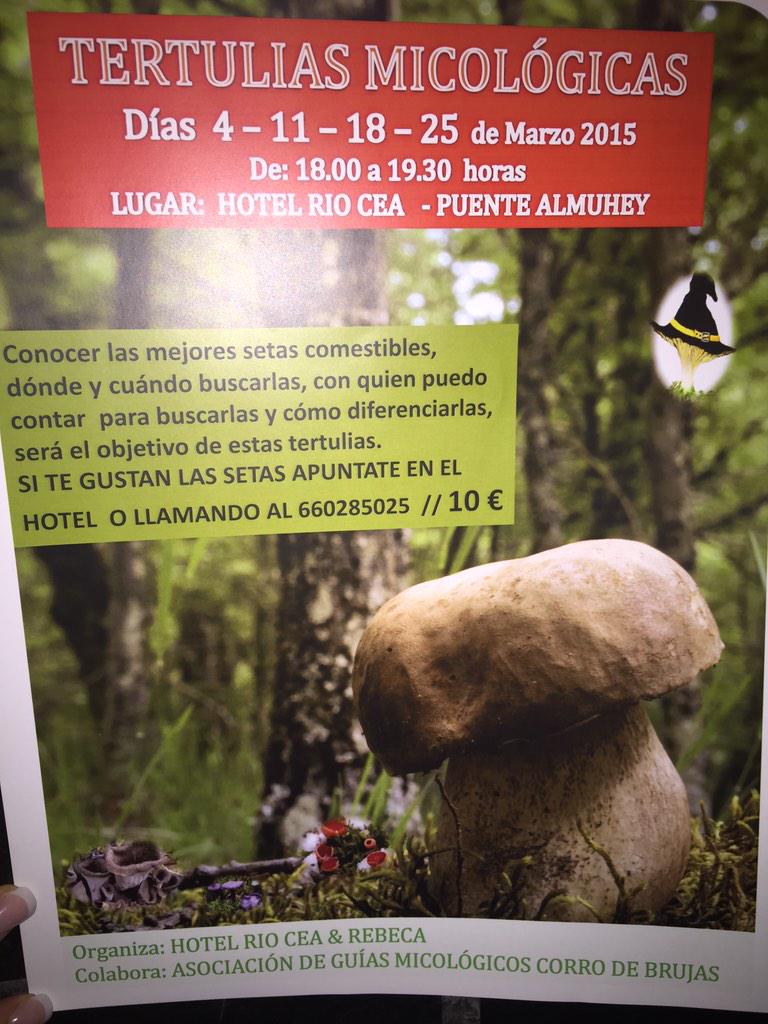 TERTULIAS MICOLÓGICAS
Días 4 – 11 – 18 – 25 de Marzo 2015
De: 18.00 a 19.30 horas
LUGAR: HOTEL RIO CEA - PUENTE ALMUHEY
Conocer las mejores setas comestibles,
dónde y cuándo buscarlas, con quien puedo
contar para buscarlas y cómo diferenciarlas,
será el objetivo de estas tertulias.
SI TE GUSTAN LAS SETAS APUNTATE EN EL
HOTEL O LLAMANDO AL 660285025 // 10 €
Organiza: HOTEL RIO CEA & REBECA
Colabora: ASOCIACIÓN DE GUÍAS MICOLÓGICOS CORRO DE BRUJAS